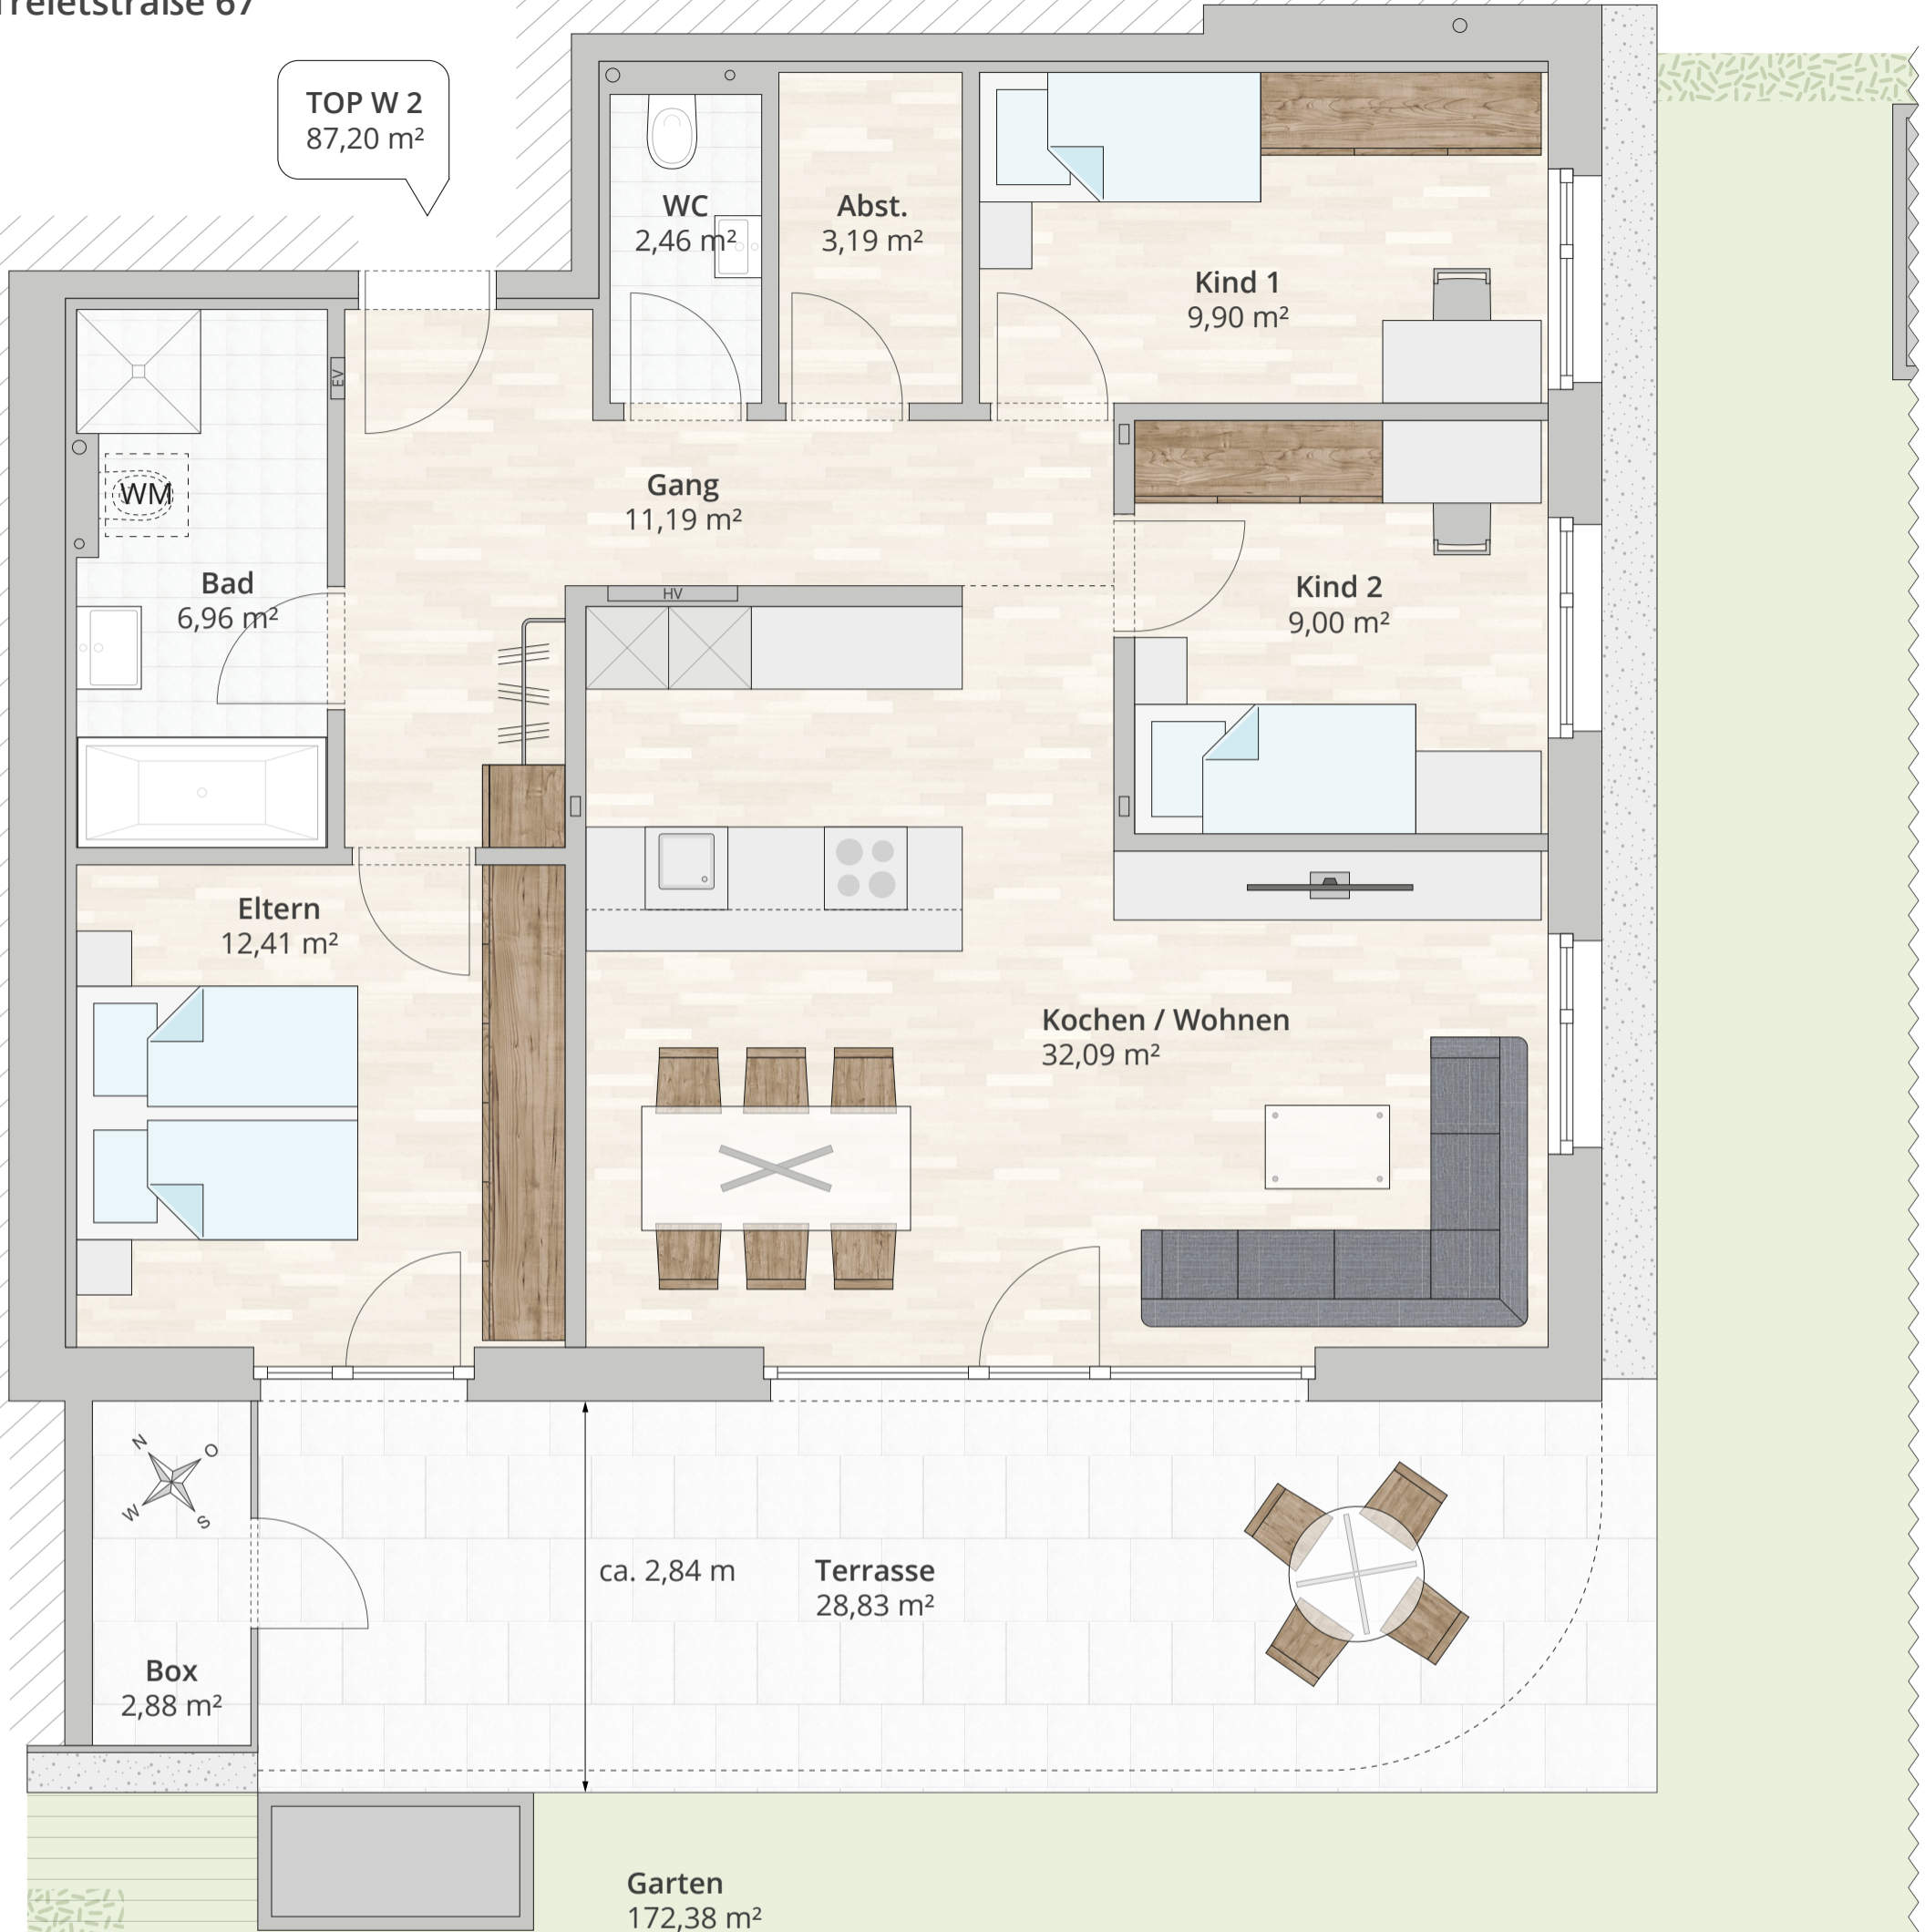 TOP W 2
87,20 m²
WC
2,46 m²
Abst.
3,19 m²
Kind 1
9,90 m²
EV
WM
Gang
11,19 m²
Bad
6,96 m²
HV
Kind 2
9,00 m²
Eltern
12,41 m²
Kochen / Wohnen
32,09 m²
N
O
W
S
ca. 2,84 m
Terrasse
28,83 m²
Box
2,88 m²
Garten
172,38 m²